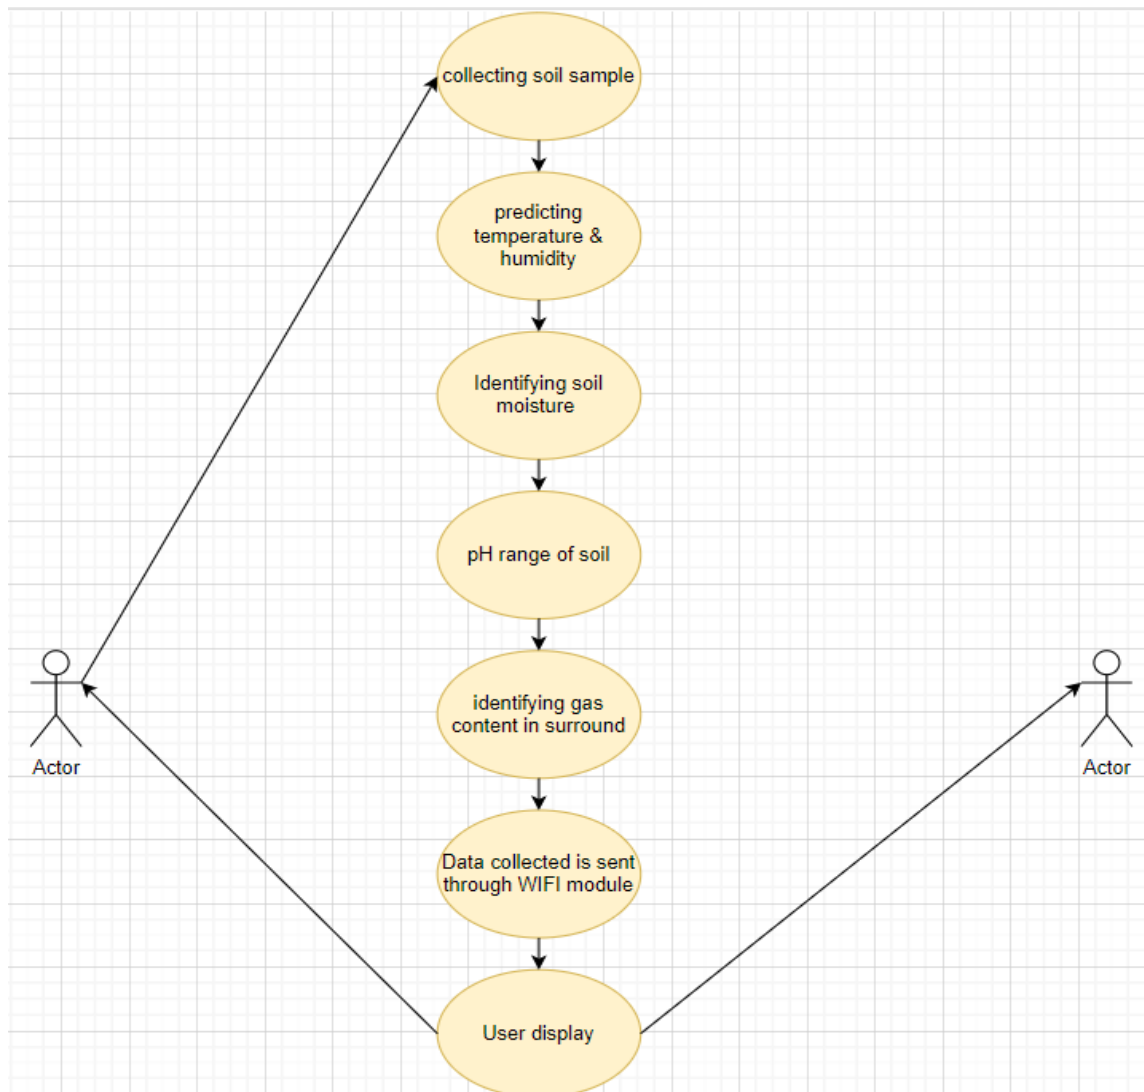 collecting soil sample
predicting
temperature &
humidity
Identifying soil
moisture
pH range of soil
identifying gas
content in surround
Actor
Actor
Data collected is sent
through WIFI module
User display